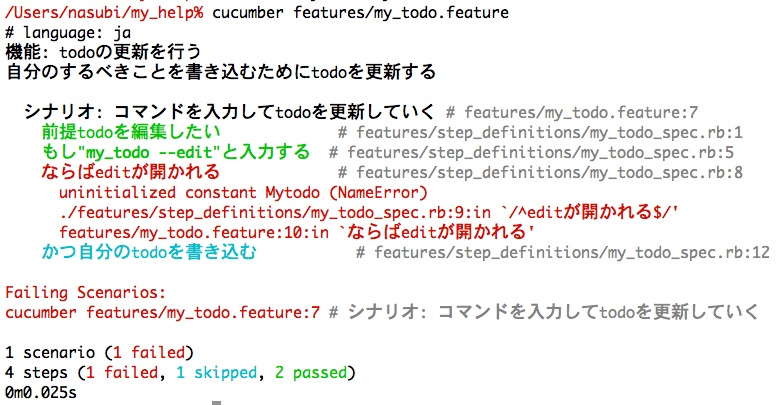 /Users/nasubi/my_help% cucumber features/my_todo.feature
# language: ja
機能: todoの更新を行う
自分のするべきことを書き込むためにtodoを更新する
シナリオ: コマンドを入力してtodoを更新していく # features/my_todo.feature:7
前提todoを編集したい # features/step_definitions/my_todo_spec.rb:1
もし"my_todo --edit"と入力する # features/step_definitions/my_todo_spec.rb:5
ならばeditが開かれる # features/step_definitions/my_todo_spec.rb:8
uninitialized constant Mytodo (NameError)
./features/step_definitions/my_todo_spec.rb:9:in `/^editが開かれる$/'
features/my_todo.feature:10:in `ならばeditが開かれる'
かつ自分のtodoを書き込む # features/step_definitions/my_todo_spec.rb:12
Failing Scenarios:
cucumber features/my_todo.feature:7 # シナリオ: コマンドを入力してtodoを更新していく
1 scenario (1 failed)
4 steps (1 failed, 1 skipped, 2 passed)
0m0.025s